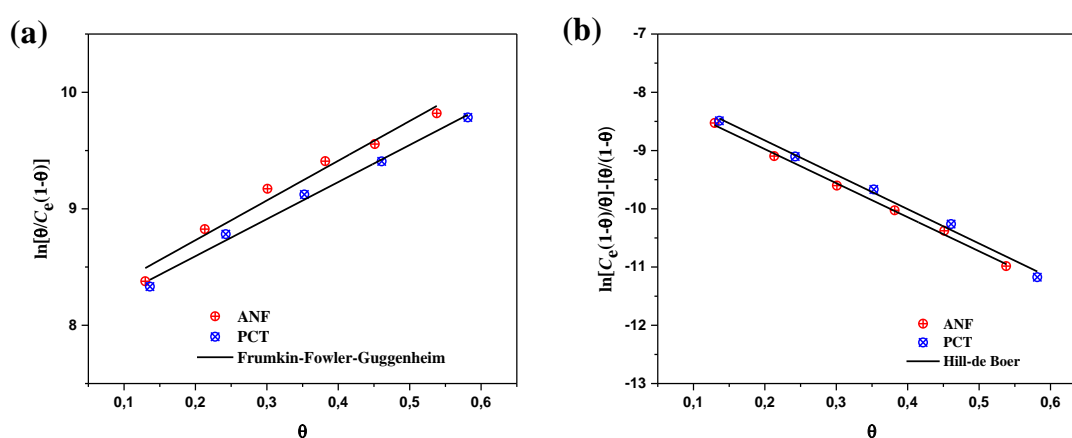 (a)
ln[θ/Ce(1-θ)]
10
9
8
0,1 0,2 0,3 0,4 0,5 0,6
θ
ANF
PCT
Frumkin-Fowler-Guggenheim
(b)
ln[Ce(1-θ)/θ]-[θ/(1-θ)
-7
-8
-9
-10
-11
-12
-13
0,1 0,2 0,3 0,4 0,5 0,6
θ
ANF
PCT
Hill-de Boer